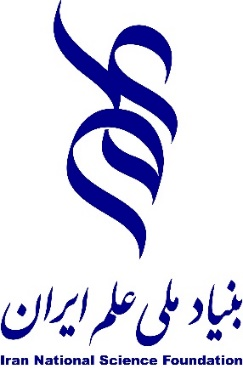 بنیاد ملی علم ایران
Iran National Science Foundation